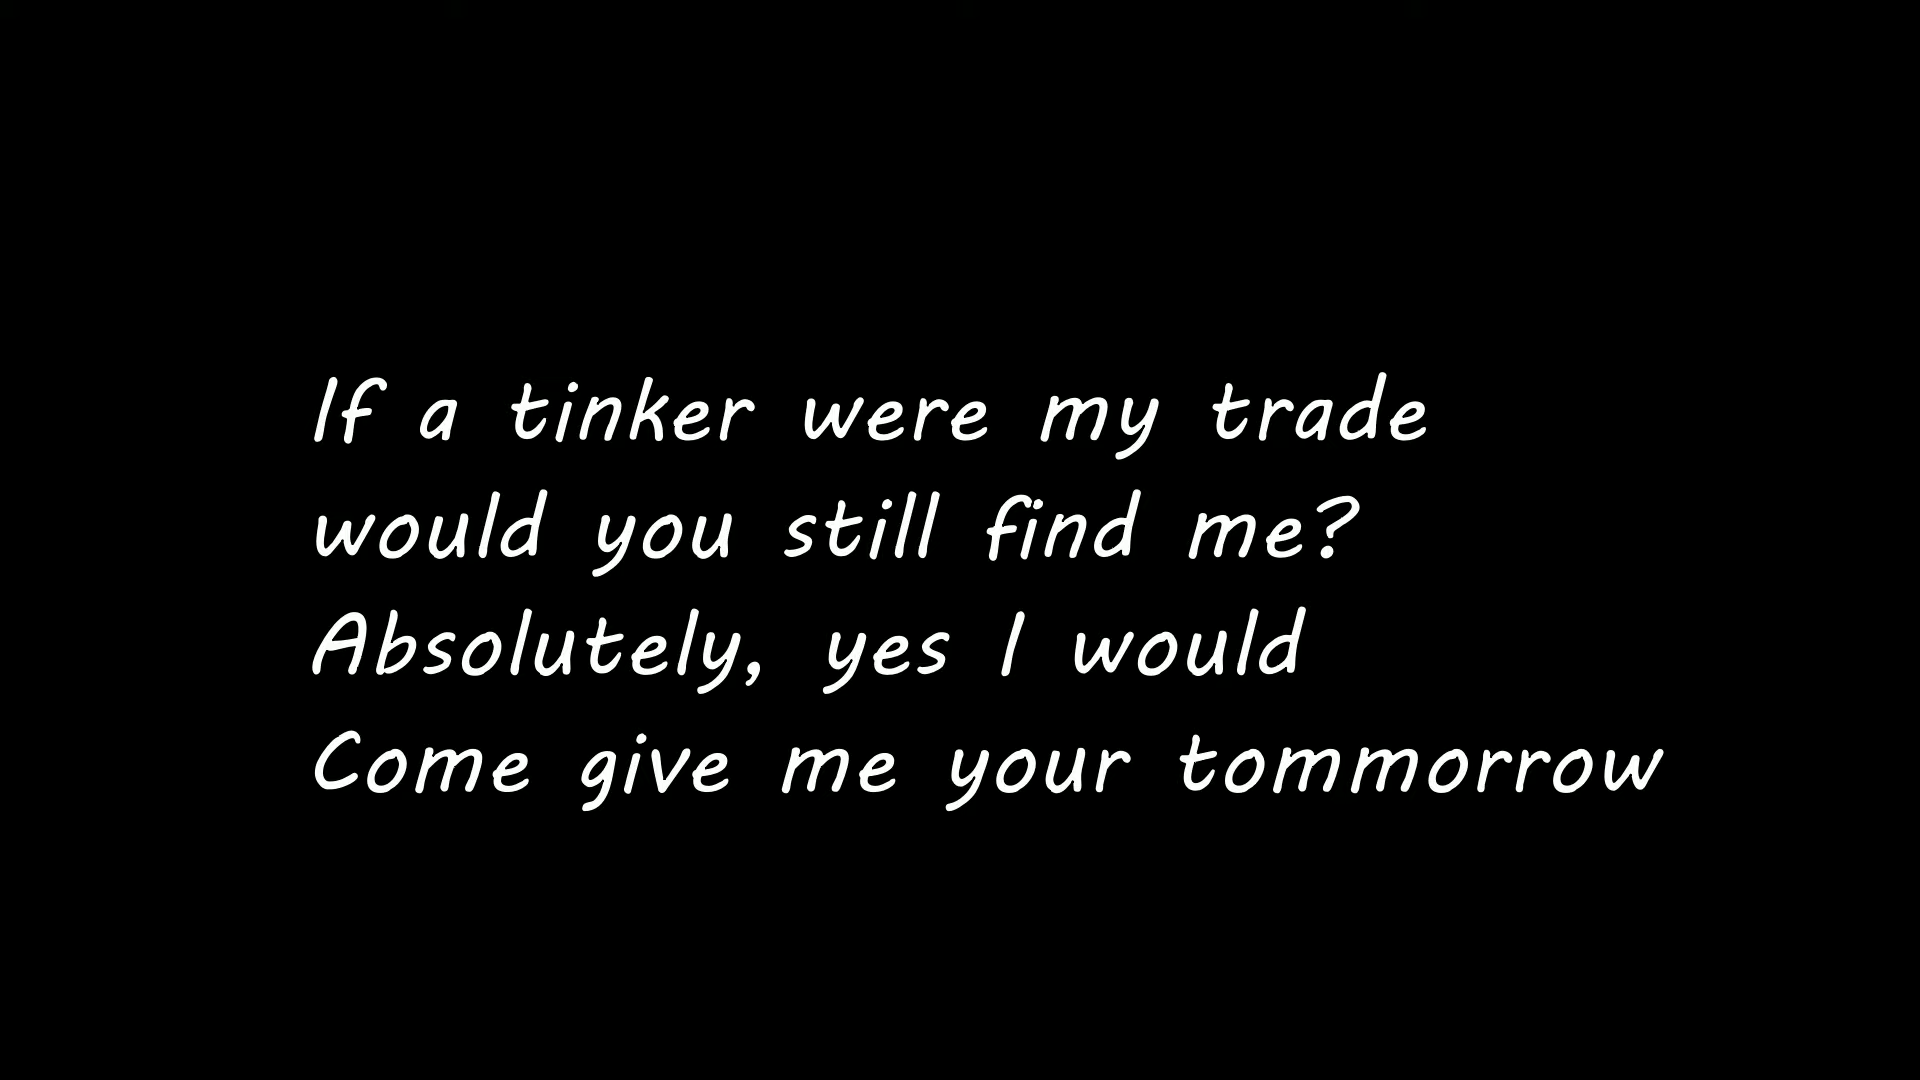 If a tinker were my trade
would you still find me?
Absolutely, yes I would
Come give me your tommorrow